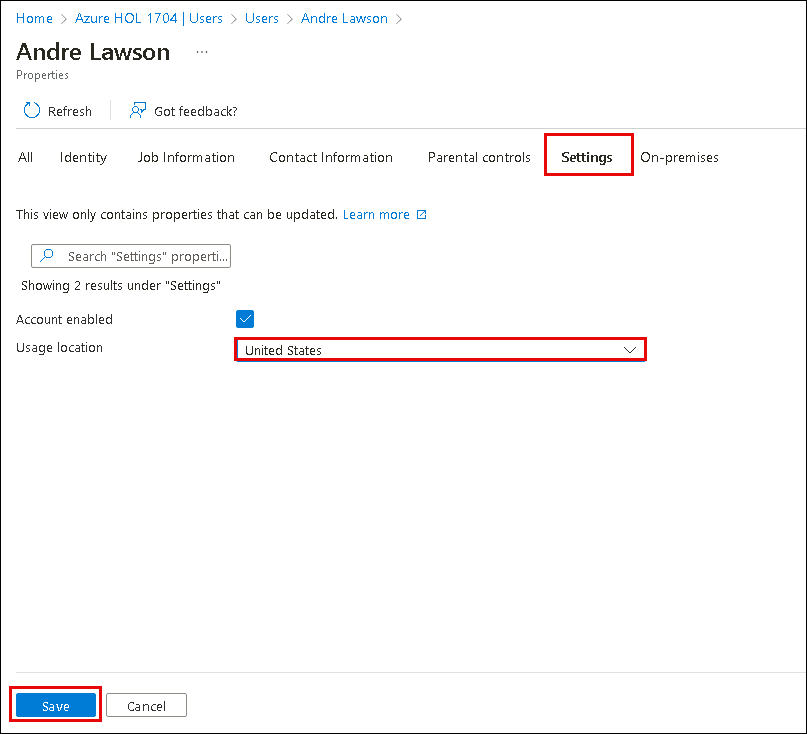 Home > Azure HOL 1704 | Users > Users > Andre Lawson >
Andre Lawson ...
Properties
Refresh Got feedback?
All Identity Job Information Contact Information Parental controls Settings On-premises
This view only contains properties that can be updated. Learn more
Search "Settings" properti...
Showing 2 results under "Settings"
Account enabled
Usage location United States
Save Cancel